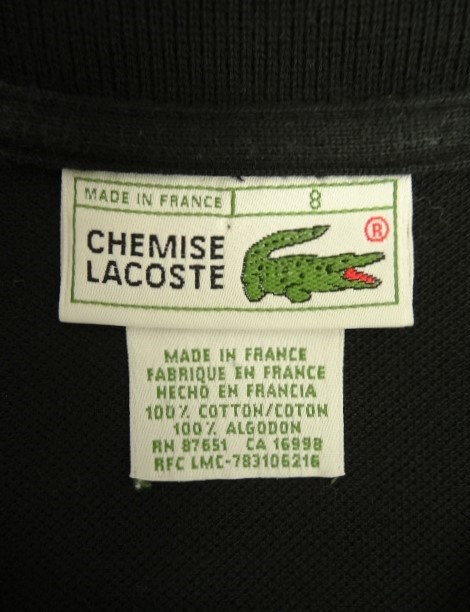 MADE IN FRANCE 8
CHEMISE ®
LACOSTE
MADE IN FRANCE
FABRIQUE EN FRANCE
HECHO EN FRANCIA
100% COTTON/COTON
100% ALGODON
RN 87651 CA 16998
RFC LMC-783106216